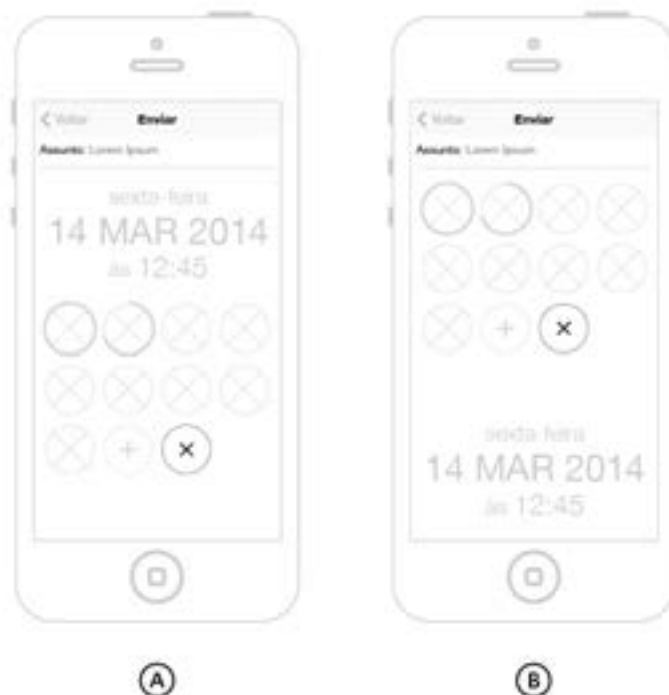 < Voltar Enviar
Assunto: Lorem Ipsum
sexta-feira
14 MAR 2014
às 12:45
+ ×
A
< Voltar Enviar
Assunto: Lorem Ipsum
+ ×
sexta-feira
14 MAR 2014
às 12:45
B